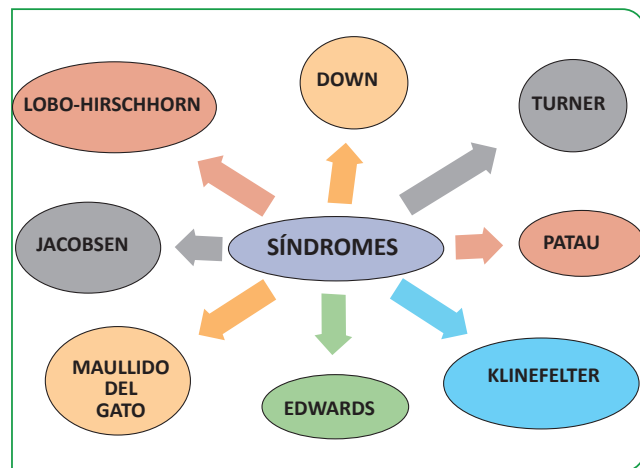 DOWN
LOBO-HIRSCHHORN
TURNER
JACOBSEN
SÍNDROMES
PATAU
MAULLIDO
DEL
GATO
EDWARDS
KLINEFELTER